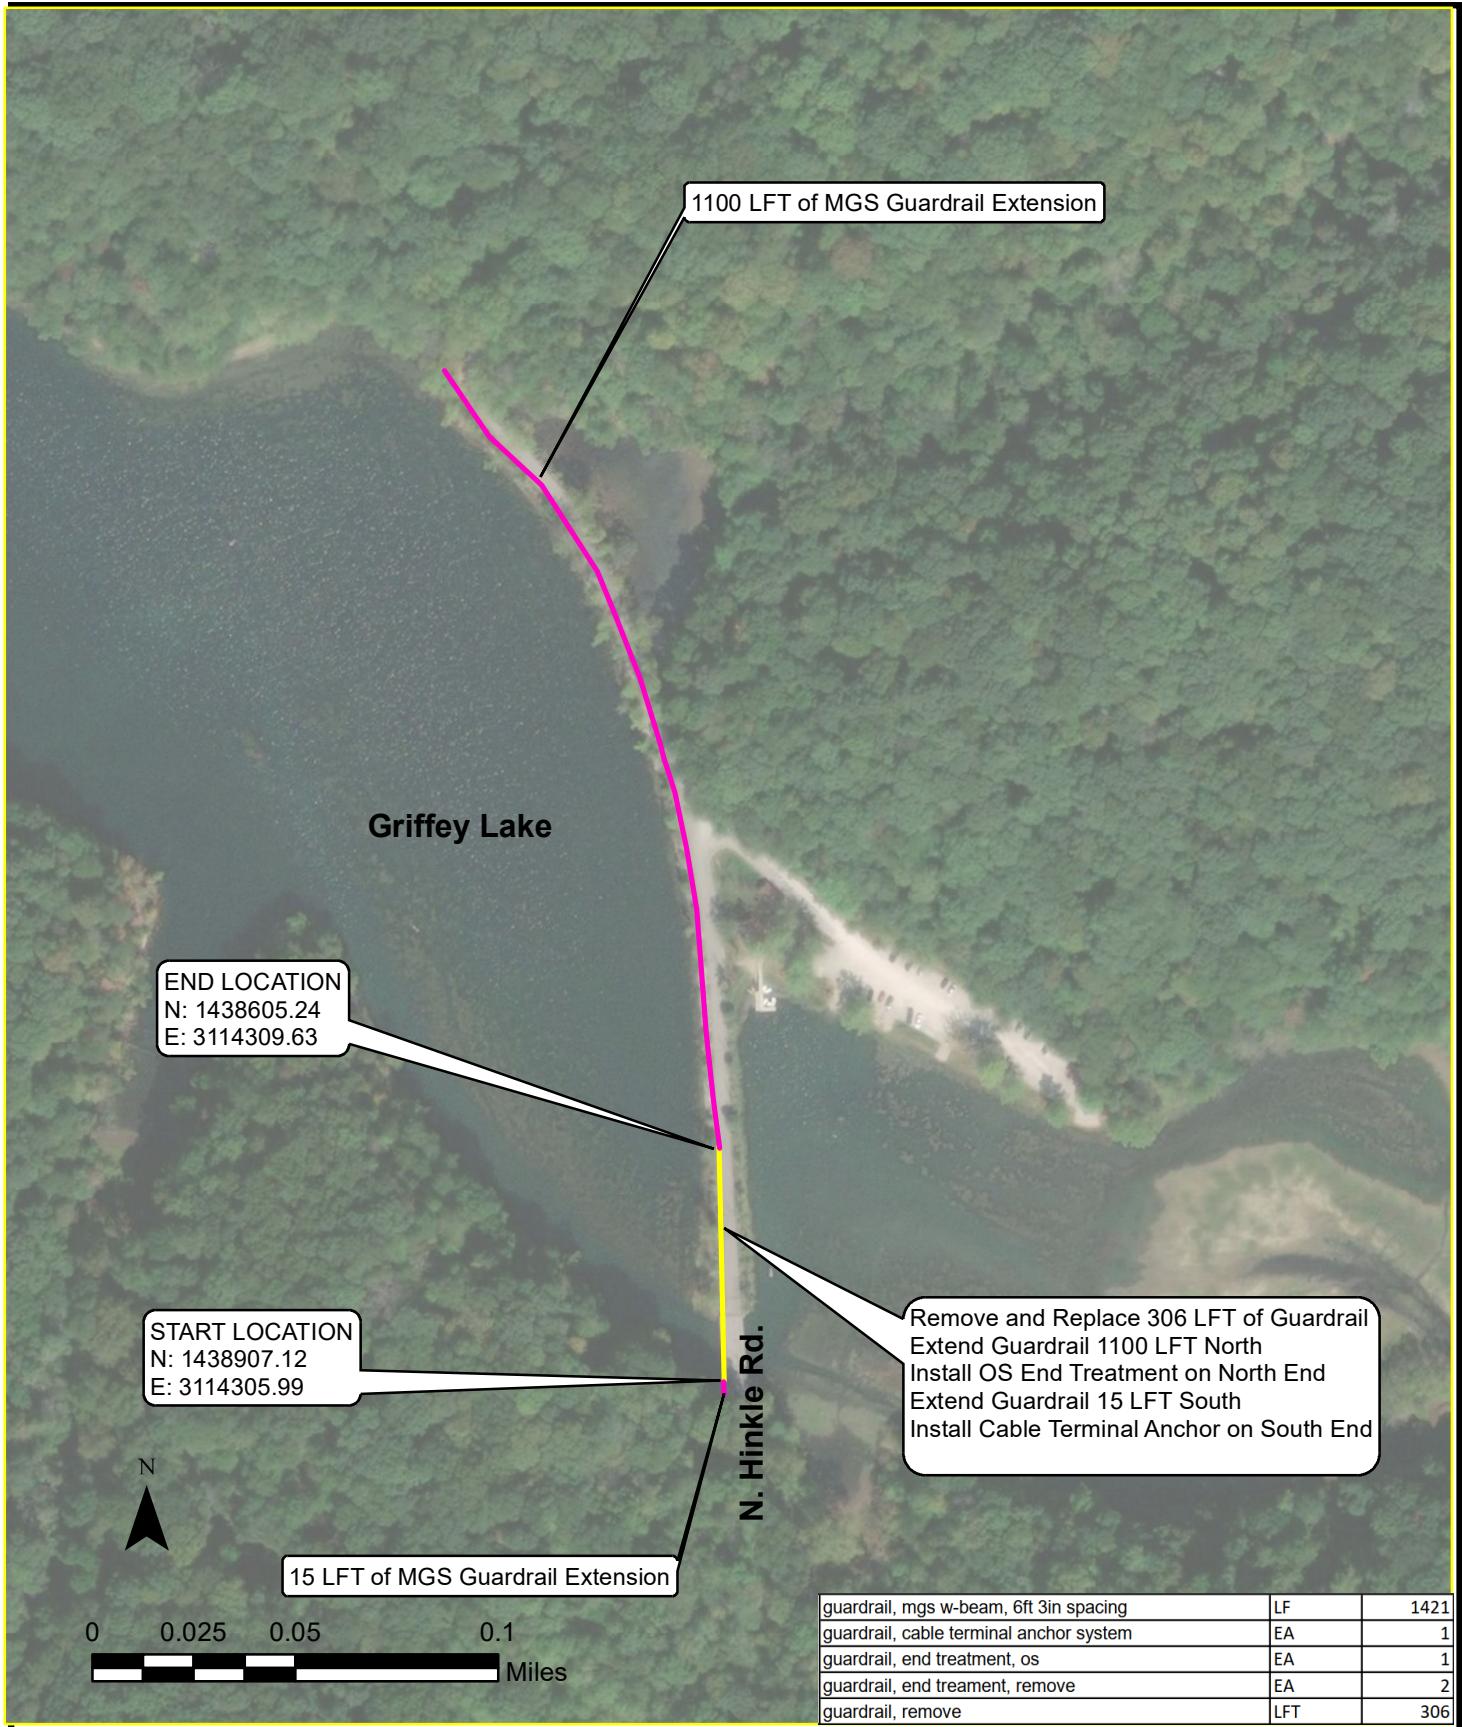 1100 LFT of MGS Guardrail Extension
Griffey Lake
END LOCATION
N: 1438605.24
E: 3114309.63
START LOCATION
N: 1438907.12
E: 3114305.99
Remove and Replace 306 LFT of Guardrail
Extend Guardrail 1100 LFT North
Install OS End Treatment on North End
Extend Guardrail 15 LFT South
Install Cable Terminal Anchor on South End
N. Hinkle Rd.
N
15 LFT of MGS Guardrail Extension
0 0.025 0.05 0.1
Miles
guardrail, mgs w-beam, 6ft 3in spacing LF 1421
guardrail, cable terminal anchor system EA 1
guardrail, end treatment, os EA 1
guardrail, end treament, remove EA 2
guardrail, remove LFT 306